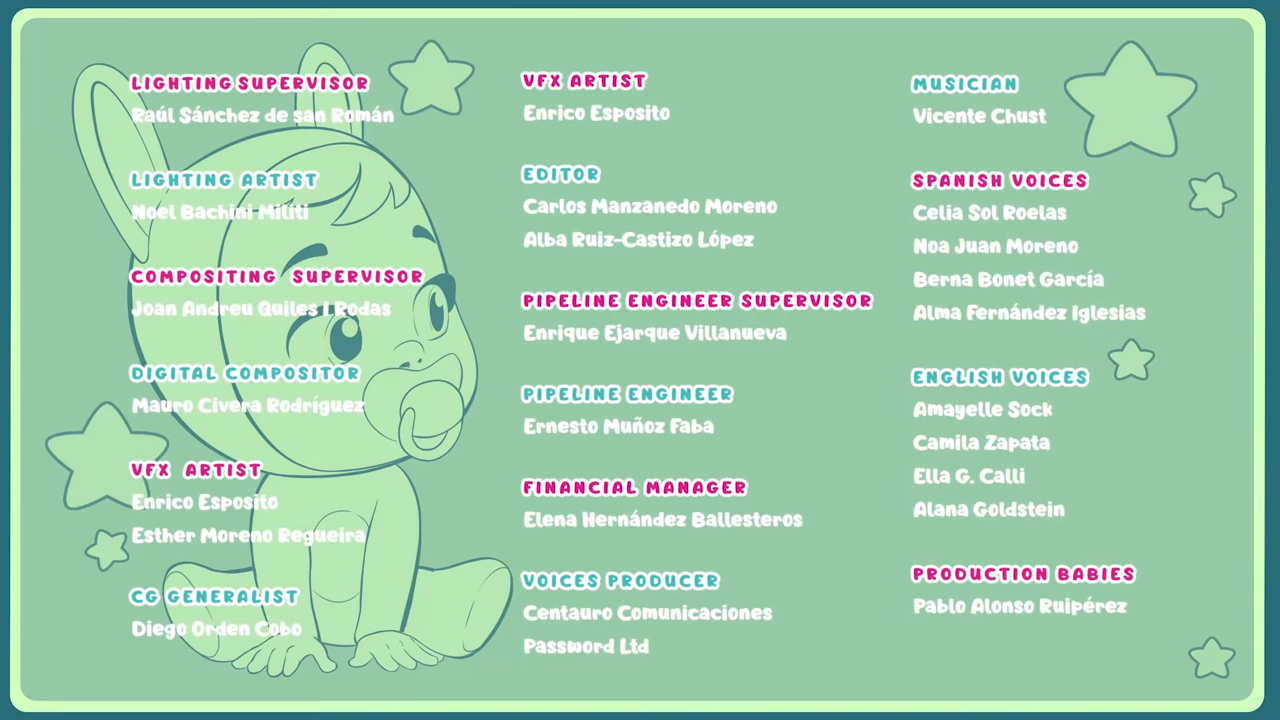 LIGHTING SUPERVISOR
Raúl Sánchez de san Román
LIGHTING ARTIST
Noel Bachini Milíti
COMPOSITING SUPERVISOR
Joan Andreu Quiles I Rodas
DIGITAL COMPOSITOR
Mauro Civera Rodríguez
VFX ARTIST
Enrico Esposito
Esther Moreno Regueira
CG GENERALIST
Diego Orden Cobo
VFX ARTIST
Enrico Esposito
EDITOR
Carlos Manzanedo Moreno
Alba Ruiz-Castizo López
PIPELINE ENGINEER SUPERVISOR
Enrique Ejarque Villanueva
PIPELINE ENGINEER
Ernesto Muñoz Faba
FINANCIAL MANAGER
Elena Hernández Ballesteros
VOICES PRODUCER
Centauro Comunicaciones
Password Ltd
MUSICIAN
Vicente Chust
SPANISH VOICES
Celia Sol Roelas
Noa Juan Moreno
Berna Bonet García
Alma Fernández Iglesias
ENGLISH VOICES
Amayelle Sock
Camila Zapata
Ella G. Calli
Alana Goldstein
PRODUCTION BABIES
Pablo Alonso Ruipérez